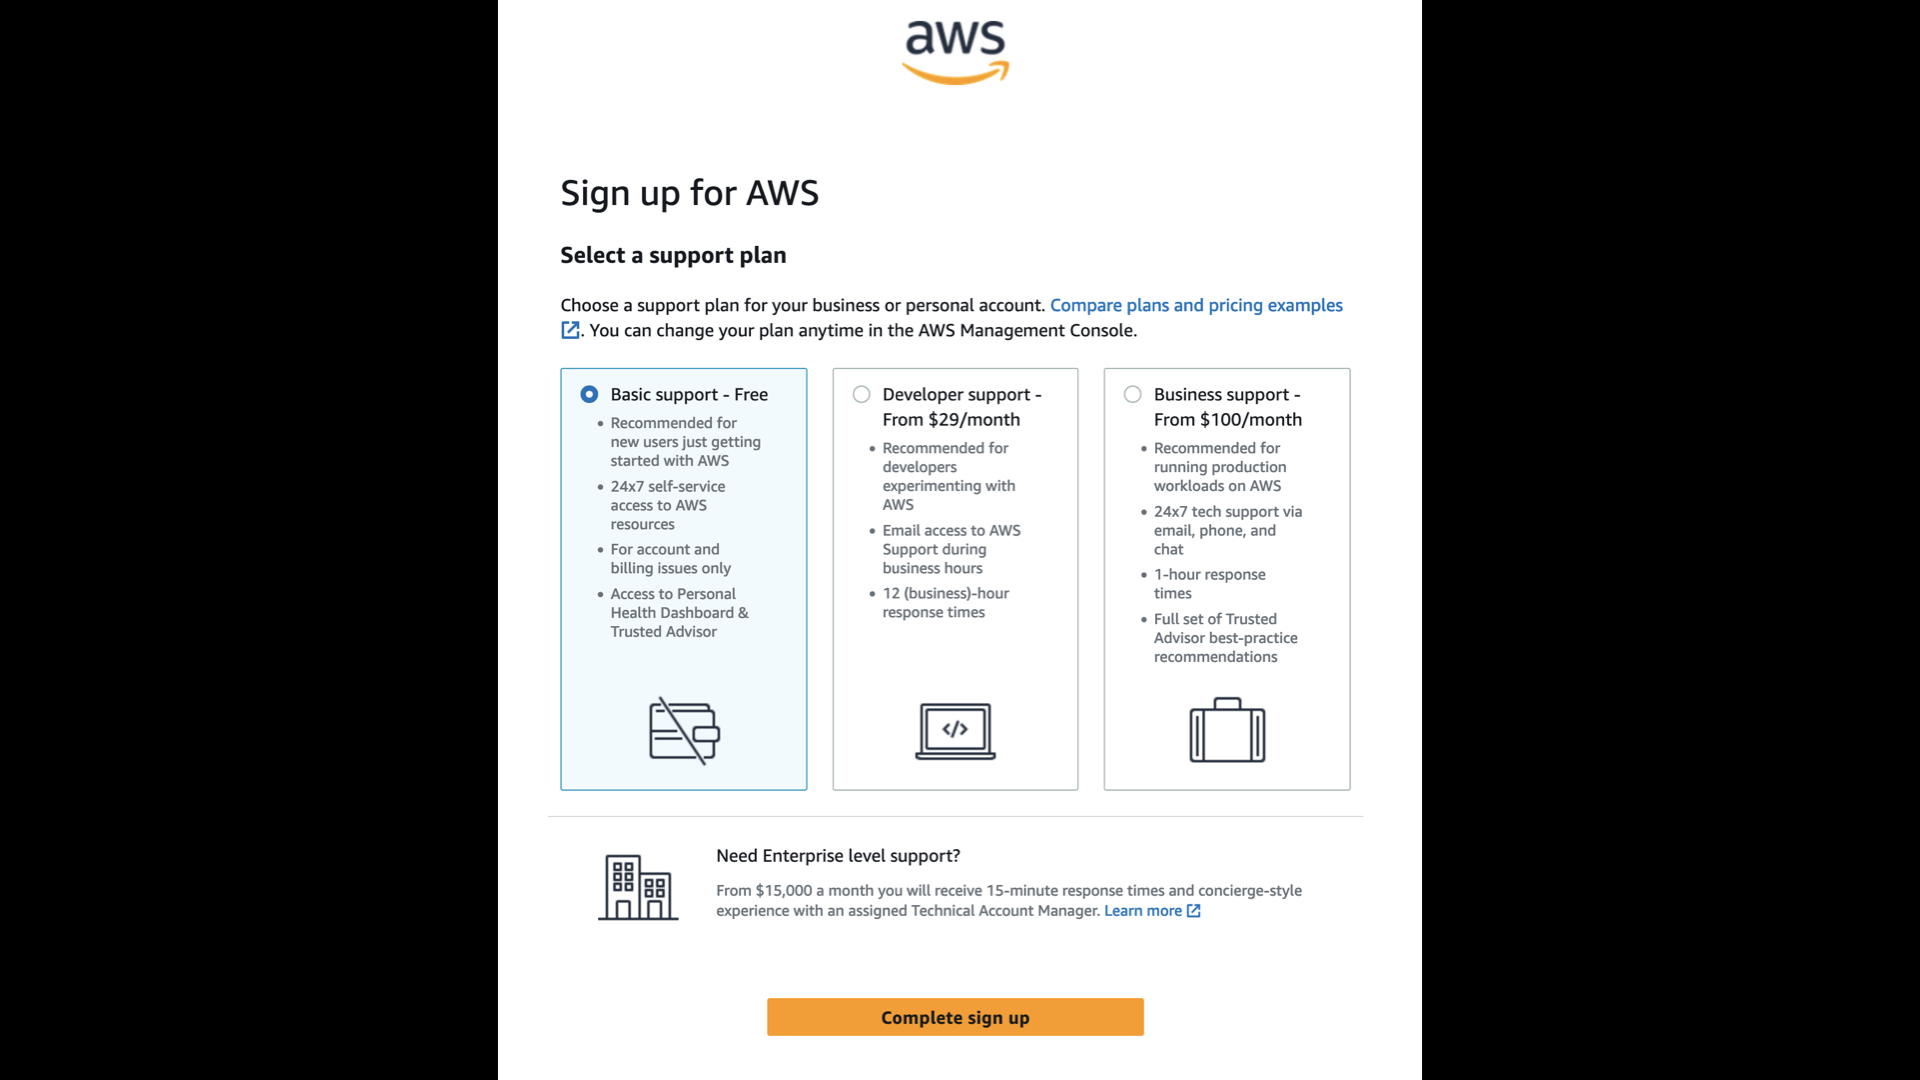 aws
Sign up for AWS
Select a support plan
Choose a support plan for your business or personal account. Compare plans and pricing examples
. You can change your plan anytime in the AWS Management Console.
Basic support - Free
• Recommended for
new users just getting
started with AWS
• 24x7 self-service
access to AWS
resources
• For account and
billing issues only
• Access to Personal
Health Dashboard &
Trusted Advisor
Developer support -
From $29/month
• Recommended for
developers
experimenting with
AWS
• Email access to AWS
Support during
business hours
• 12 (business)-hour
response times
</>
Business support -
From $100/month
• Recommended for
running production
workloads on AWS
• 24x7 tech support via
email, phone, and
chat
• 1-hour response
times
• Full set of Trusted
Advisor best-practice
recommendations
Need Enterprise level support?
From $15,000 a month you will receive 15-minute response times and concierge-style
experience with an assigned Technical Account Manager. Learn more
Complete sign up